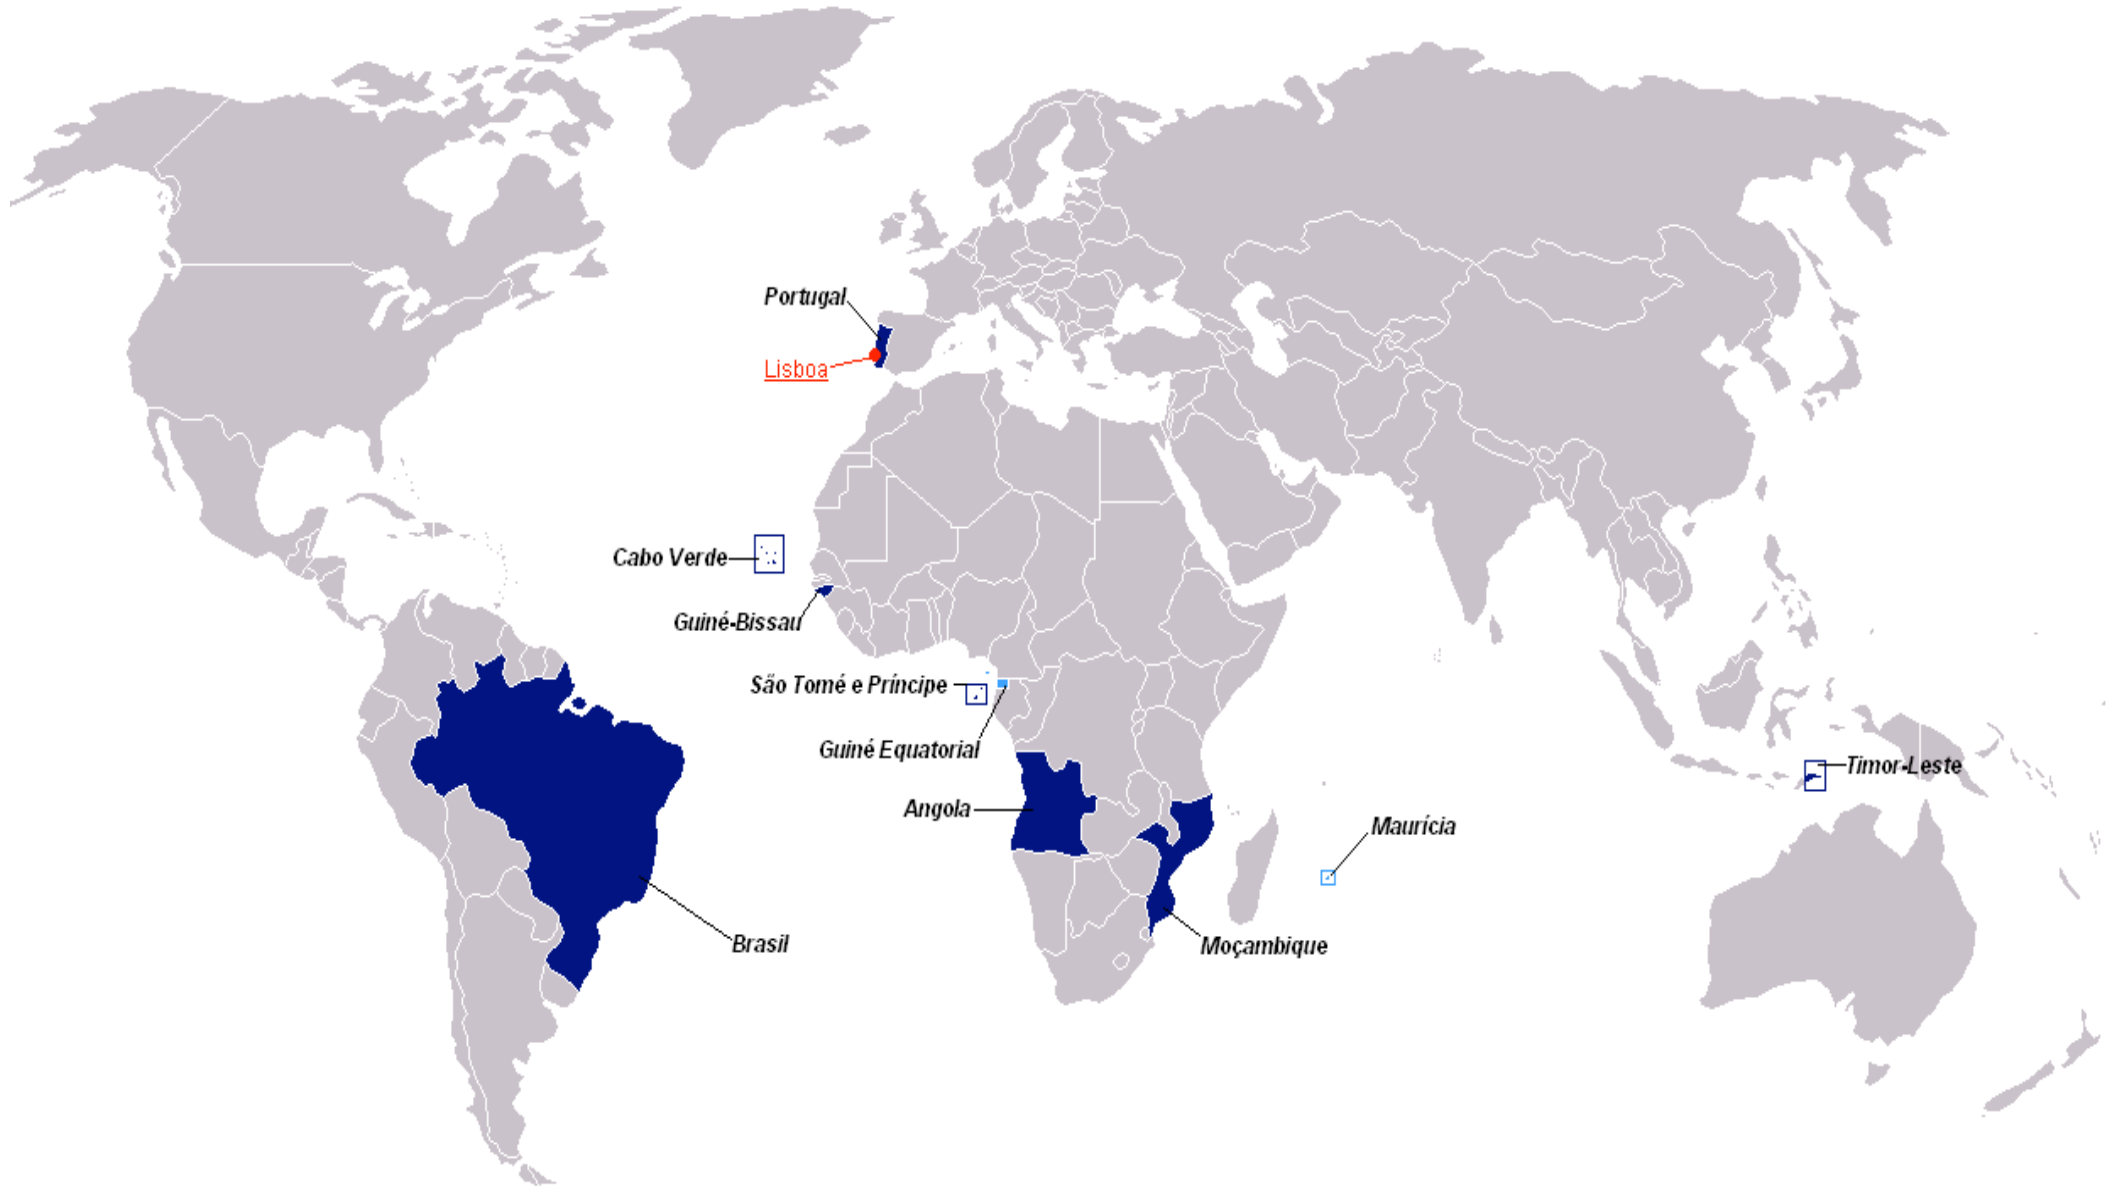 Portugal
Lisboa
Cabo Verde
Guiné-Bissau
São Tomé e Príncipe
Guiné Equatorial
Timor-Leste
Angola
Maurícia
Brasil
Moçambique